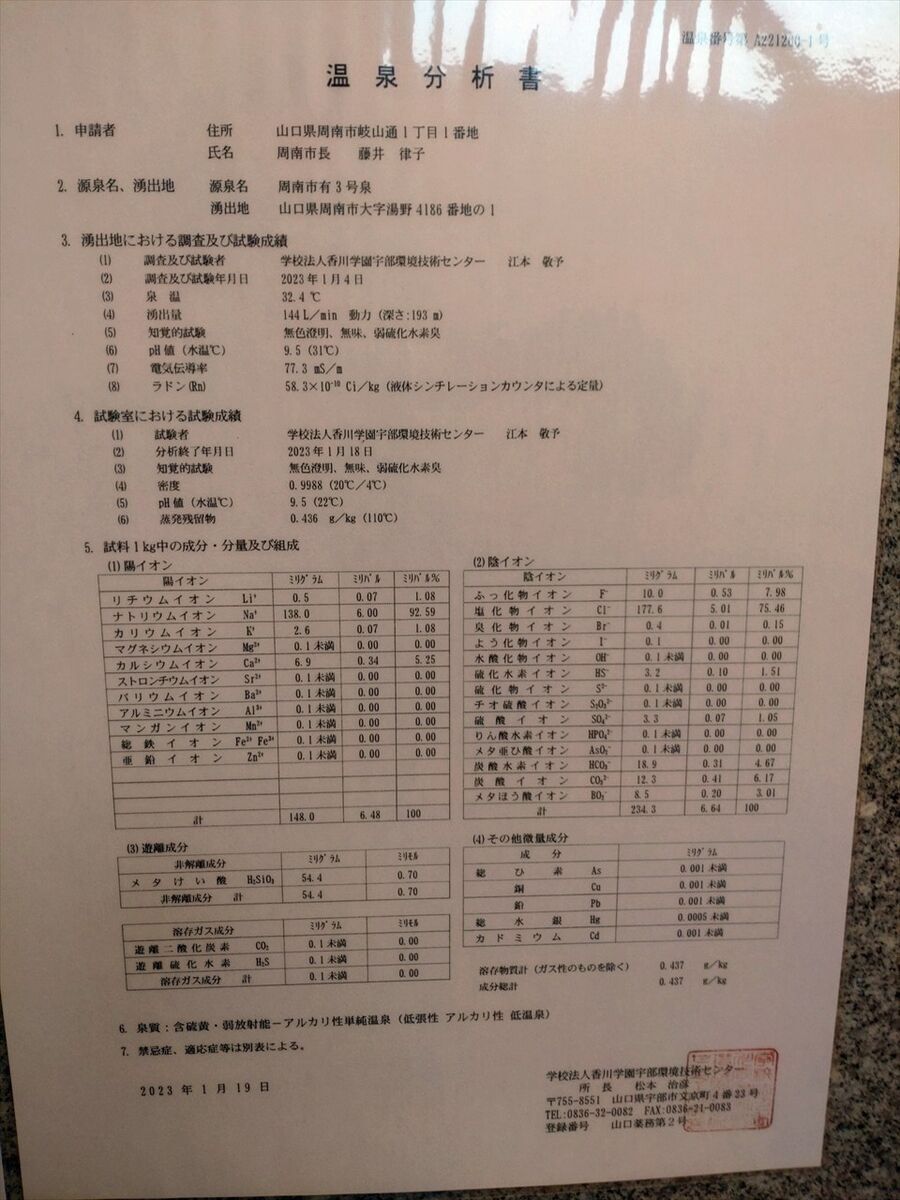 温泉番号第 A221200-1号
温泉分析書
1. 申請者 住所 山口県周南市岐山通1丁目1番地
氏名 周南市長 藤井 律子
2. 源泉名、湧出地 源泉名 周南市有3号泉
湧出地 山口県周南市大字湯野4186番地の1
3. 湧出地における調査及び試験成績
(1) 調査及び試験者 学校法人香川学園宇部環境技術センター 江本 敬予
(2) 調査及び試験年月日 2023年1月4日
(3) 泉 温 32.4 ℃
(4) 湧出量 144 L/min 動力 (深さ:193 m)
(5) 知覚的試験 無色澄明、無味、弱硫化水素臭
(6) pH値 (水温℃) 9.5 (31℃)
(7) 電気伝導率 77.3 mS/m
(8) ラドン(Rn) 58.3×10⁻¹⁰ Ci/kg (液体シンチレーションカウンタによる定量)
4. 試験室における試験成績
(1) 試験者 学校法人香川学園宇部環境技術センター 江本 敬予
(2) 分析終了年月日 2023年1月18日
(3) 知覚的試験 無色澄明、無味、弱硫化水素臭
(4) 密度 0.9988 (20℃/4℃)
(5) pH値 (水温℃) 9.5 (22℃)
(6) 蒸発残留物 0.436 g/kg (110℃)
5. 試料1kg中の成分・分量及び組成
(1) 陽イオン
陽イオン ミリグラム ミリバル ミリバル%
リチウムイオン Li⁺ 0.5 0.07 1.08
ナトリウムイオン Na⁺ 138.0 6.00 92.59
カリウムイオン K⁺ 2.6 0.07 1.08
マグネシウムイオン Mg²⁺ 0.1未満 0.00 0.00
カルシウムイオン Ca²⁺ 6.9 0.34 5.25
ストロンチウムイオン Sr²⁺ 0.1未満 0.00 0.00
バリウムイオン Ba²⁺ 0.1未満 0.00 0.00
アルミニウムイオン Al³⁺ 0.1未満 0.00 0.00
マンガンイオン Mn²⁺ 0.1未満 0.00 0.00
総鉄イオン Fe²⁺ Fe³⁺ 0.1未満 0.00 0.00
亜鉛イオン Zn²⁺ 0.1未満 0.00 0.00
計 148.0 6.48 100
(2) 陰イオン
陰イオン ミリグラム ミリバル ミリバル%
ふっ化物イオン F⁻ 10.0 0.53 7.98
塩化物イオン Cl⁻ 177.6 5.01 75.46
臭化物イオン Br⁻ 0.4 0.01 0.15
よう化物イオン I⁻ 0.1 0.00 0.00
水酸化物イオン OH⁻ 0.1未満 0.00 0.00
硫化水素イオン HS⁻ 3.2 0.10 1.51
硫化物イオン S²⁻ 0.1未満 0.00 0.00
チオ硫酸イオン S₂O₃²⁻ 0.1未満 0.00 0.00
硫酸イオン SO₄²⁻ 3.3 0.07 1.05
りん酸水素イオン HPO₄²⁻ 0.1未満 0.00 0.00
メタ亜ひ酸イオン AsO₂⁻ 0.1未満 0.00 0.00
炭酸水素イオン HCO₃⁻ 18.9 0.31 4.67
炭酸イオン CO₃²⁻ 12.3 0.41 6.17
メタほう酸イオン BO₂⁻ 8.5 0.20 3.01
計 234.3 6.64 100
(3) 遊離成分
非解離成分 ミリグラム ミリモル
メタけい酸 H₂SiO₃ 54.4 0.70
非解離成分 計 54.4 0.70
溶存ガス成分 ミリグラム ミリモル
遊離二酸化炭素 CO₂ 0.1未満 0.00
遊離硫化水素 H₂S 0.1未満 0.00
溶存ガス成分 計 0.1未満 0.00
(4) その他微量成分
成分 ミリグラム
総ひ素 As 0.001未満
銅 Cu 0.001未満
鉛 Pb 0.001未満
総水銀 Hg 0.0005未満
カドミウム Cd 0.001未満
溶存物質計 (ガス性のものを除く) 0.437 g/kg
成分総計 0.437 g/kg
6. 泉質：含硫黄・弱放射能－アルカリ性単純温泉 (低張性 アルカリ性 低温泉)
7. 禁忌症、適応症等は別表による。
2023年1月19日
学校法人香川学園宇部環境技術センター
所 長 松本 治彦
〒755-8551 山口県宇部市文京町4番23号
TEL:0836-32-0082 FAX:0836-21-0083
登録番号 山口薬務第2号